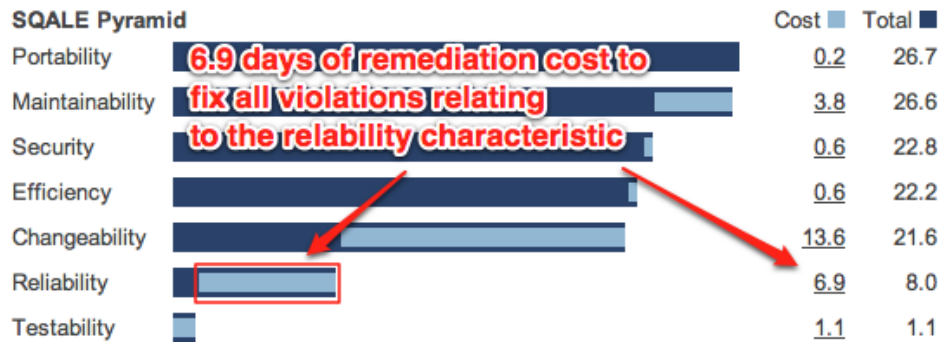 SQALE Pyramid Cost Total
Portability 0.2 26.7
6.9 days of remediation cost to
Maintainability 3.8 26.6
fix all violations relating
Security 0.6 22.8
to the relability characteristic
Efficiency 0.6 22.2
Changeability 13.6 21.6
Reliability 6.9 8.0
Testability 1.1 1.1